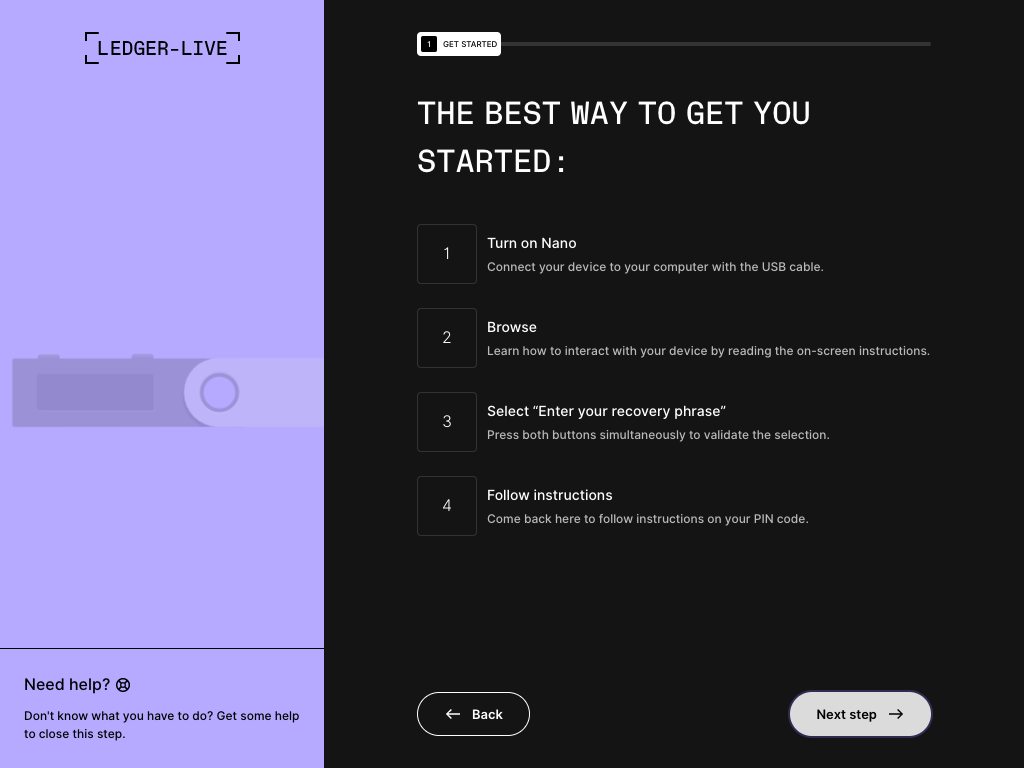 LEDGER-LIVE
1 GET STARTED
THE BEST WAY TO GET YOU
STARTED:
1
Turn on Nano
Connect your device to your computer with the USB cable.
2
Browse
Learn how to interact with your device by reading the on-screen instructions.
3
Select “Enter your recovery phrase”
Press both buttons simultaneously to validate the selection.
4
Follow instructions
Come back here to follow instructions on your PIN code.
Need help?
Don't know what you have to do? Get some help
to close this step.
Back
Next step